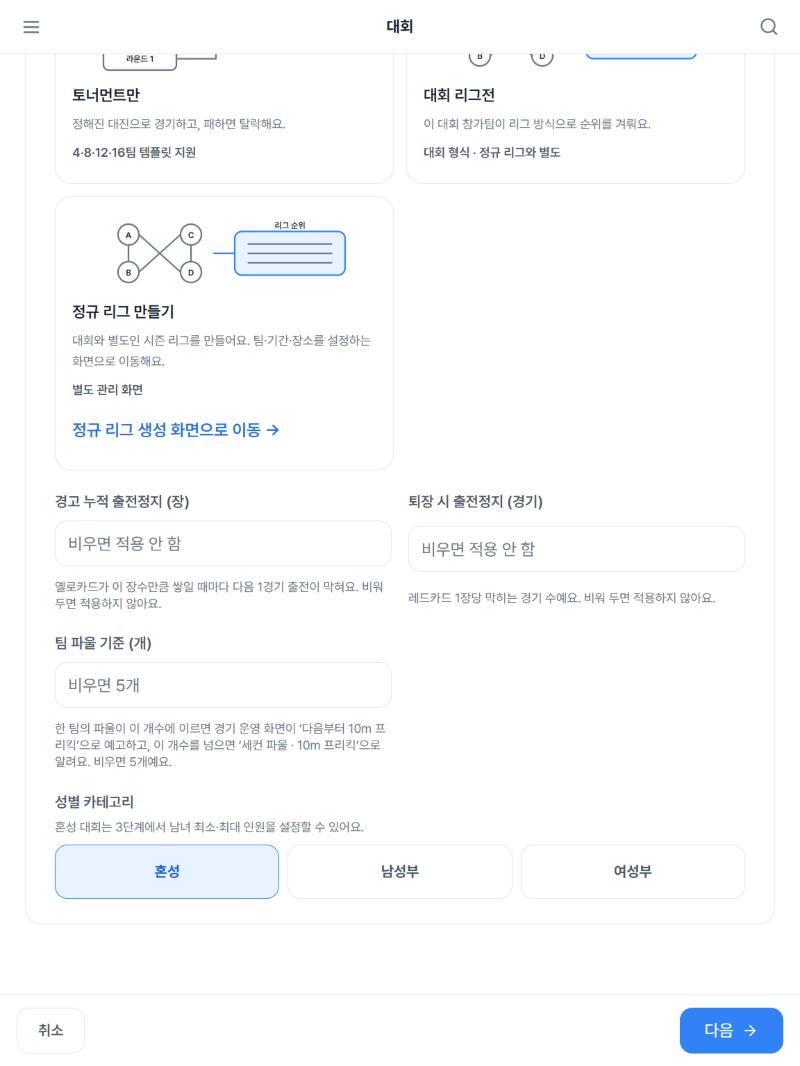 대회
라운드 1
B
D
토너먼트만
정해진 대진으로 경기하고, 패하면 탈락해요.
4·8·12·16팀 템플릿 지원
대회 리그전
이 대회 참가팀이 리그 방식으로 순위를 겨뤄요.
대회 형식 · 정규 리그와 별도
A
C
B
D
리그 순위
정규 리그 만들기
대회와 별도인 시즌 리그를 만들어요. 팀·기간·장소를 설정하는
화면으로 이동해요.
별도 관리 화면
정규 리그 생성 화면으로 이동 →
경고 누적 출전정지 (장)
비우면 적용 안 함
옐로카드가 이 장수만큼 쌓일 때마다 다음 1경기 출전이 막혀요. 비워
두면 적용하지 않아요.
퇴장 시 출전정지 (경기)
비우면 적용 안 함
레드카드 1장당 막히는 경기 수예요. 비워 두면 적용하지 않아요.
팀 파울 기준 (개)
비우면 5개
한 팀의 파울이 이 개수에 이르면 경기 운영 화면이 ‘다음부터 10m 프
리킥’으로 예고하고, 이 개수를 넘으면 ‘세컨 파울 · 10m 프리킥’으로
알려요. 비우면 5개예요.
성별 카테고리
혼성 대회는 3단계에서 남녀 최소·최대 인원을 설정할 수 있어요.
혼성
남성부
여성부
취소
다음 →